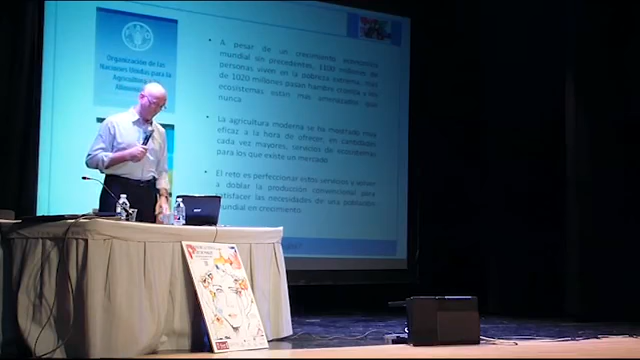 Organización de las
Naciones Unidas para la
Agricultura
Alimentación
A pesar de un crecimiento económico
mundial sin precedentes, 1100 millones de
personas viven en la pobreza extrema, más
de 1020 millones pasan hambre crónica y los
ecosistemas están más amenazados que
nunca
La agricultura moderna se ha mostrado muy
eficaz a la hora de ofrecer, en cantidades
cada vez mayores, servicios de ecosistemas
para los que existe un mercado
El reto es perfeccionar estos servicios y volver
a doblar la producción convencional para
satisfacer las necesidades de una población
mundial en crecimiento